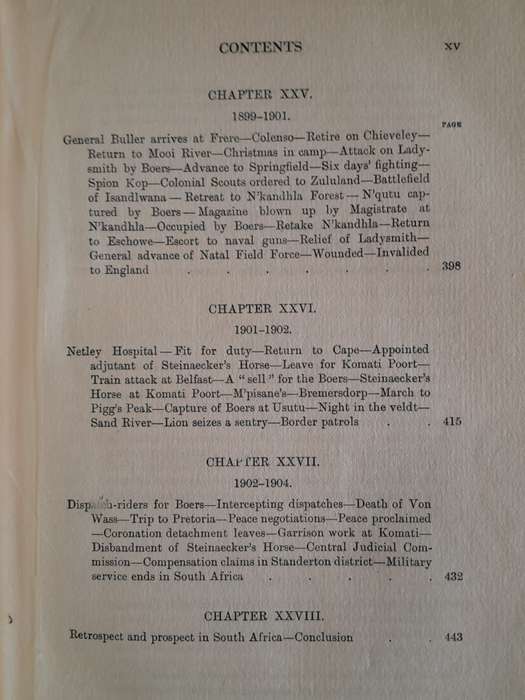 CONTENTS xv
CHAPTER XXV.
1899–1901.
PAGE
General Buller arrives at Frere—Colenso—Retire on Chieveley—
Return to Mooi River—Christmas in camp—Attack on Lady-
smith by Boers—Advance to Springfield—Six days' fighting—
Spion Kop—Colonial Scouts ordered to Zululand—Battlefield
of Isandlwana—Retreat to N'kandhla Forest—N'qutu cap-
tured by Boers—Magazine blown up by Magistrate at
N'kandhla—Occupied by Boers—Retake N'kandhla—Return
to Eschowe—Escort to naval guns—Relief of Ladysmith—
General advance of Natal Field Force—Wounded—Invalided
to England . . . . . . . 398
CHAPTER XXVI.
1901–1902.
Netley Hospital—Fit for duty—Return to Cape—Appointed
adjutant of Steinaecker's Horse—Leave for Komati Poort—
Train attack at Belfast—A "sell" for the Boers—Steinaecker's
Horse at Komati Poort—M'pisane's—Bremersdorp—March to
Pigg's Peak—Capture of Boers at Usutu—Night in the veldt—
Sand River—Lion seizes a sentry—Border patrols . . 415
CHAPTER XXVII.
1902–1904.
Dispatch-riders for Boers—Intercepting dispatches—Death of Von
Wass—Trip to Pretoria—Peace negotiations—Peace proclaimed
—Coronation detachment leaves—Garrison work at Komati—
Disbandment of Steinaecker's Horse—Central Judicial Com-
mission—Compensation claims in Standerton district—Military
service ends in South Africa . . . . . 432
CHAPTER XXVIII.
Retrospect and prospect in South Africa—Conclusion . . 443